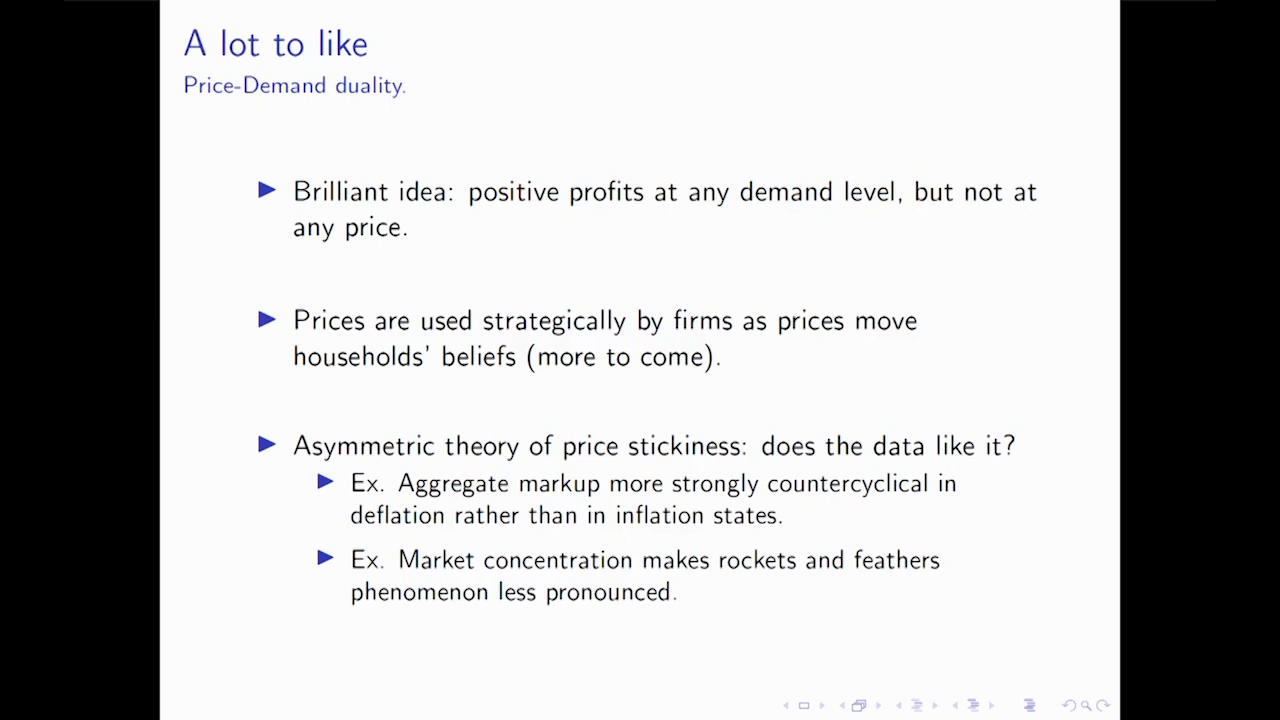 A lot to like
Price-Demand duality.
Brilliant idea: positive profits at any demand level, but not at
any price.
Prices are used strategically by firms as prices move
households' beliefs (more to come).
Asymmetric theory of price stickiness: does the data like it?
Ex. Aggregate markup more strongly countercyclical in
deflation rather than in inflation states.
Ex. Market concentration makes rockets and feathers
phenomenon less pronounced.